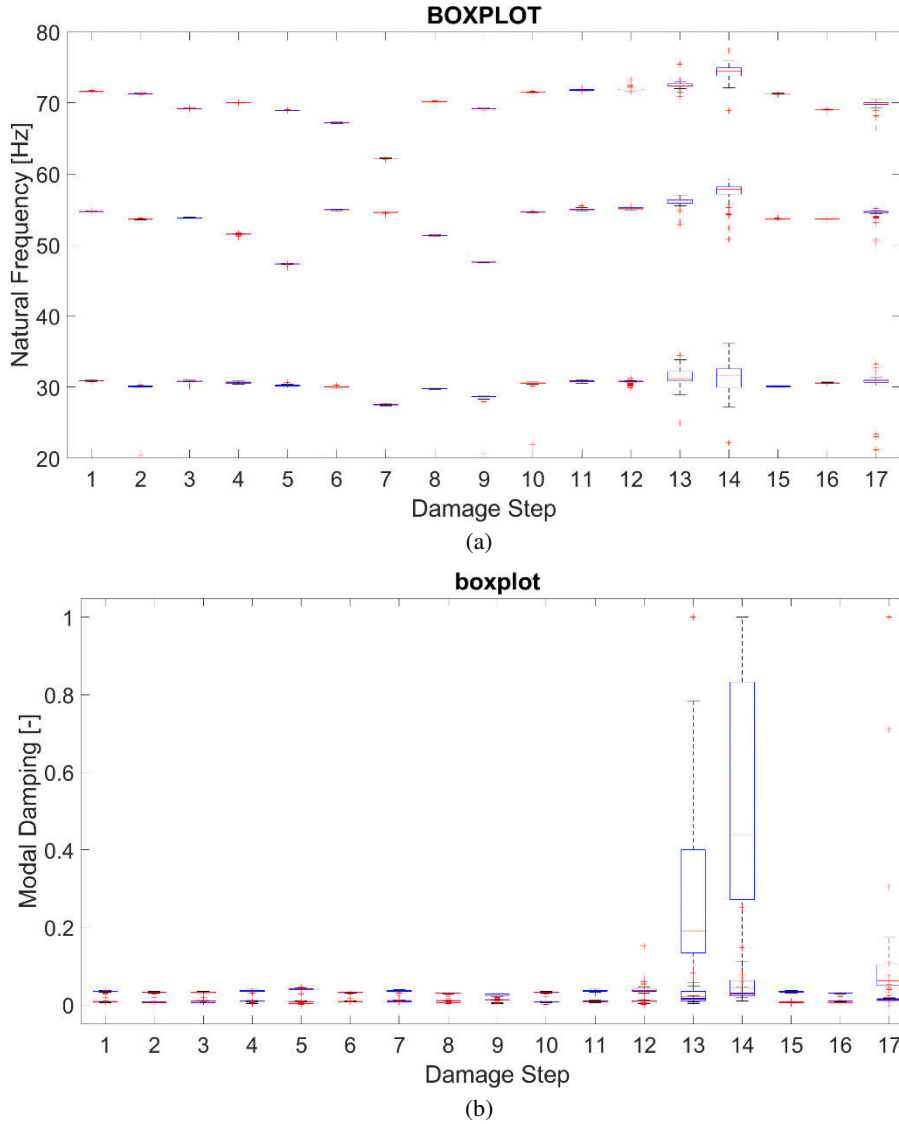 BOXPLOT
80
70
60
50
40
30
20
Natural Frequency [Hz]
1 2 3 4 5 6 7 8 9 10 11 12 13 14 15 16 17
Damage Step
(a)
boxplot
1
0.8
0.6
0.4
0.2
0
Modal Damping [-]
1 2 3 4 5 6 7 8 9 10 11 12 13 14 15 16 17
Damage Step
(b)